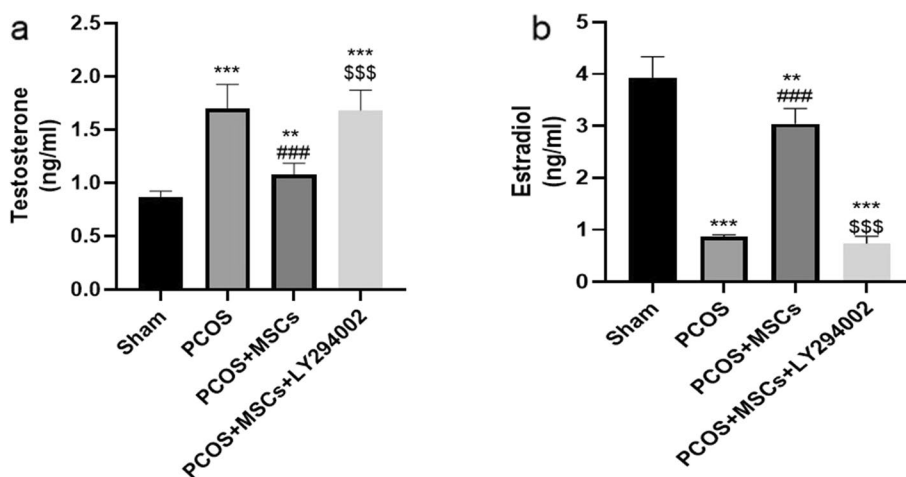 a
Testosterone
(ng/ml)
2.5
2.0
1.5
1.0
0.5
0.0
***
**
###
***
$$$
Sham
PCOS
PCOS+MSCs
PCOS+MSCs+LY294002
b
Estradiol
(ng/ml)
5
4
3
2
1
0
***
**
###
***
$$$
Sham
PCOS
PCOS+MSCs
PCOS+MSCs+LY294002